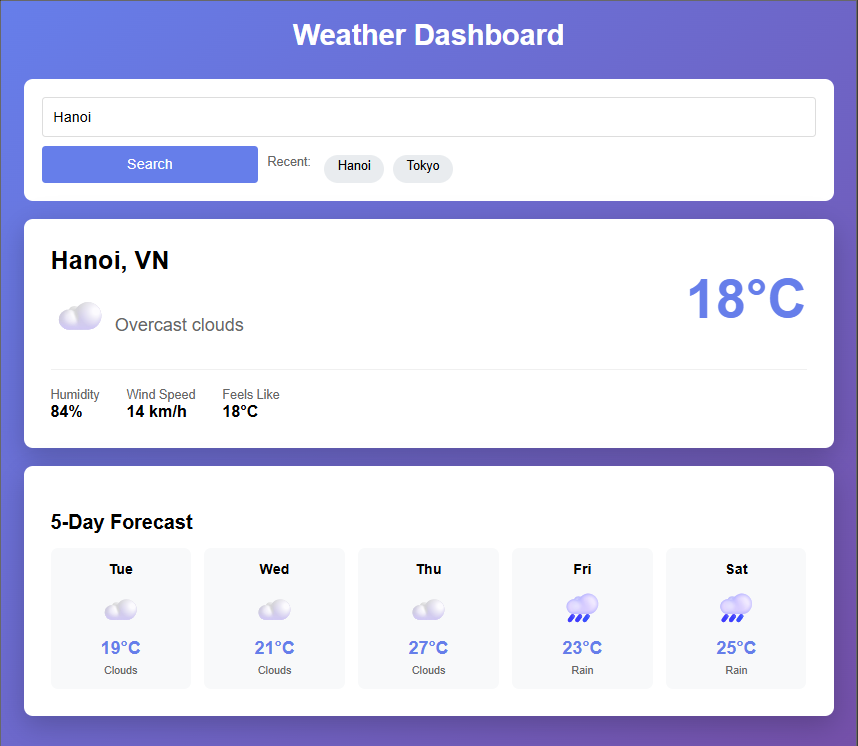 Weather Dashboard
Hanoi
Search Recent: Hanoi Tokyo
Hanoi, VN
18°C
Overcast clouds
Humidity Wind Speed Feels Like
84% 14 km/h 18°C
5-Day Forecast
Tue Wed Thu Fri Sat
19°C 21°C 27°C 23°C 25°C
Clouds Clouds Clouds Rain Rain